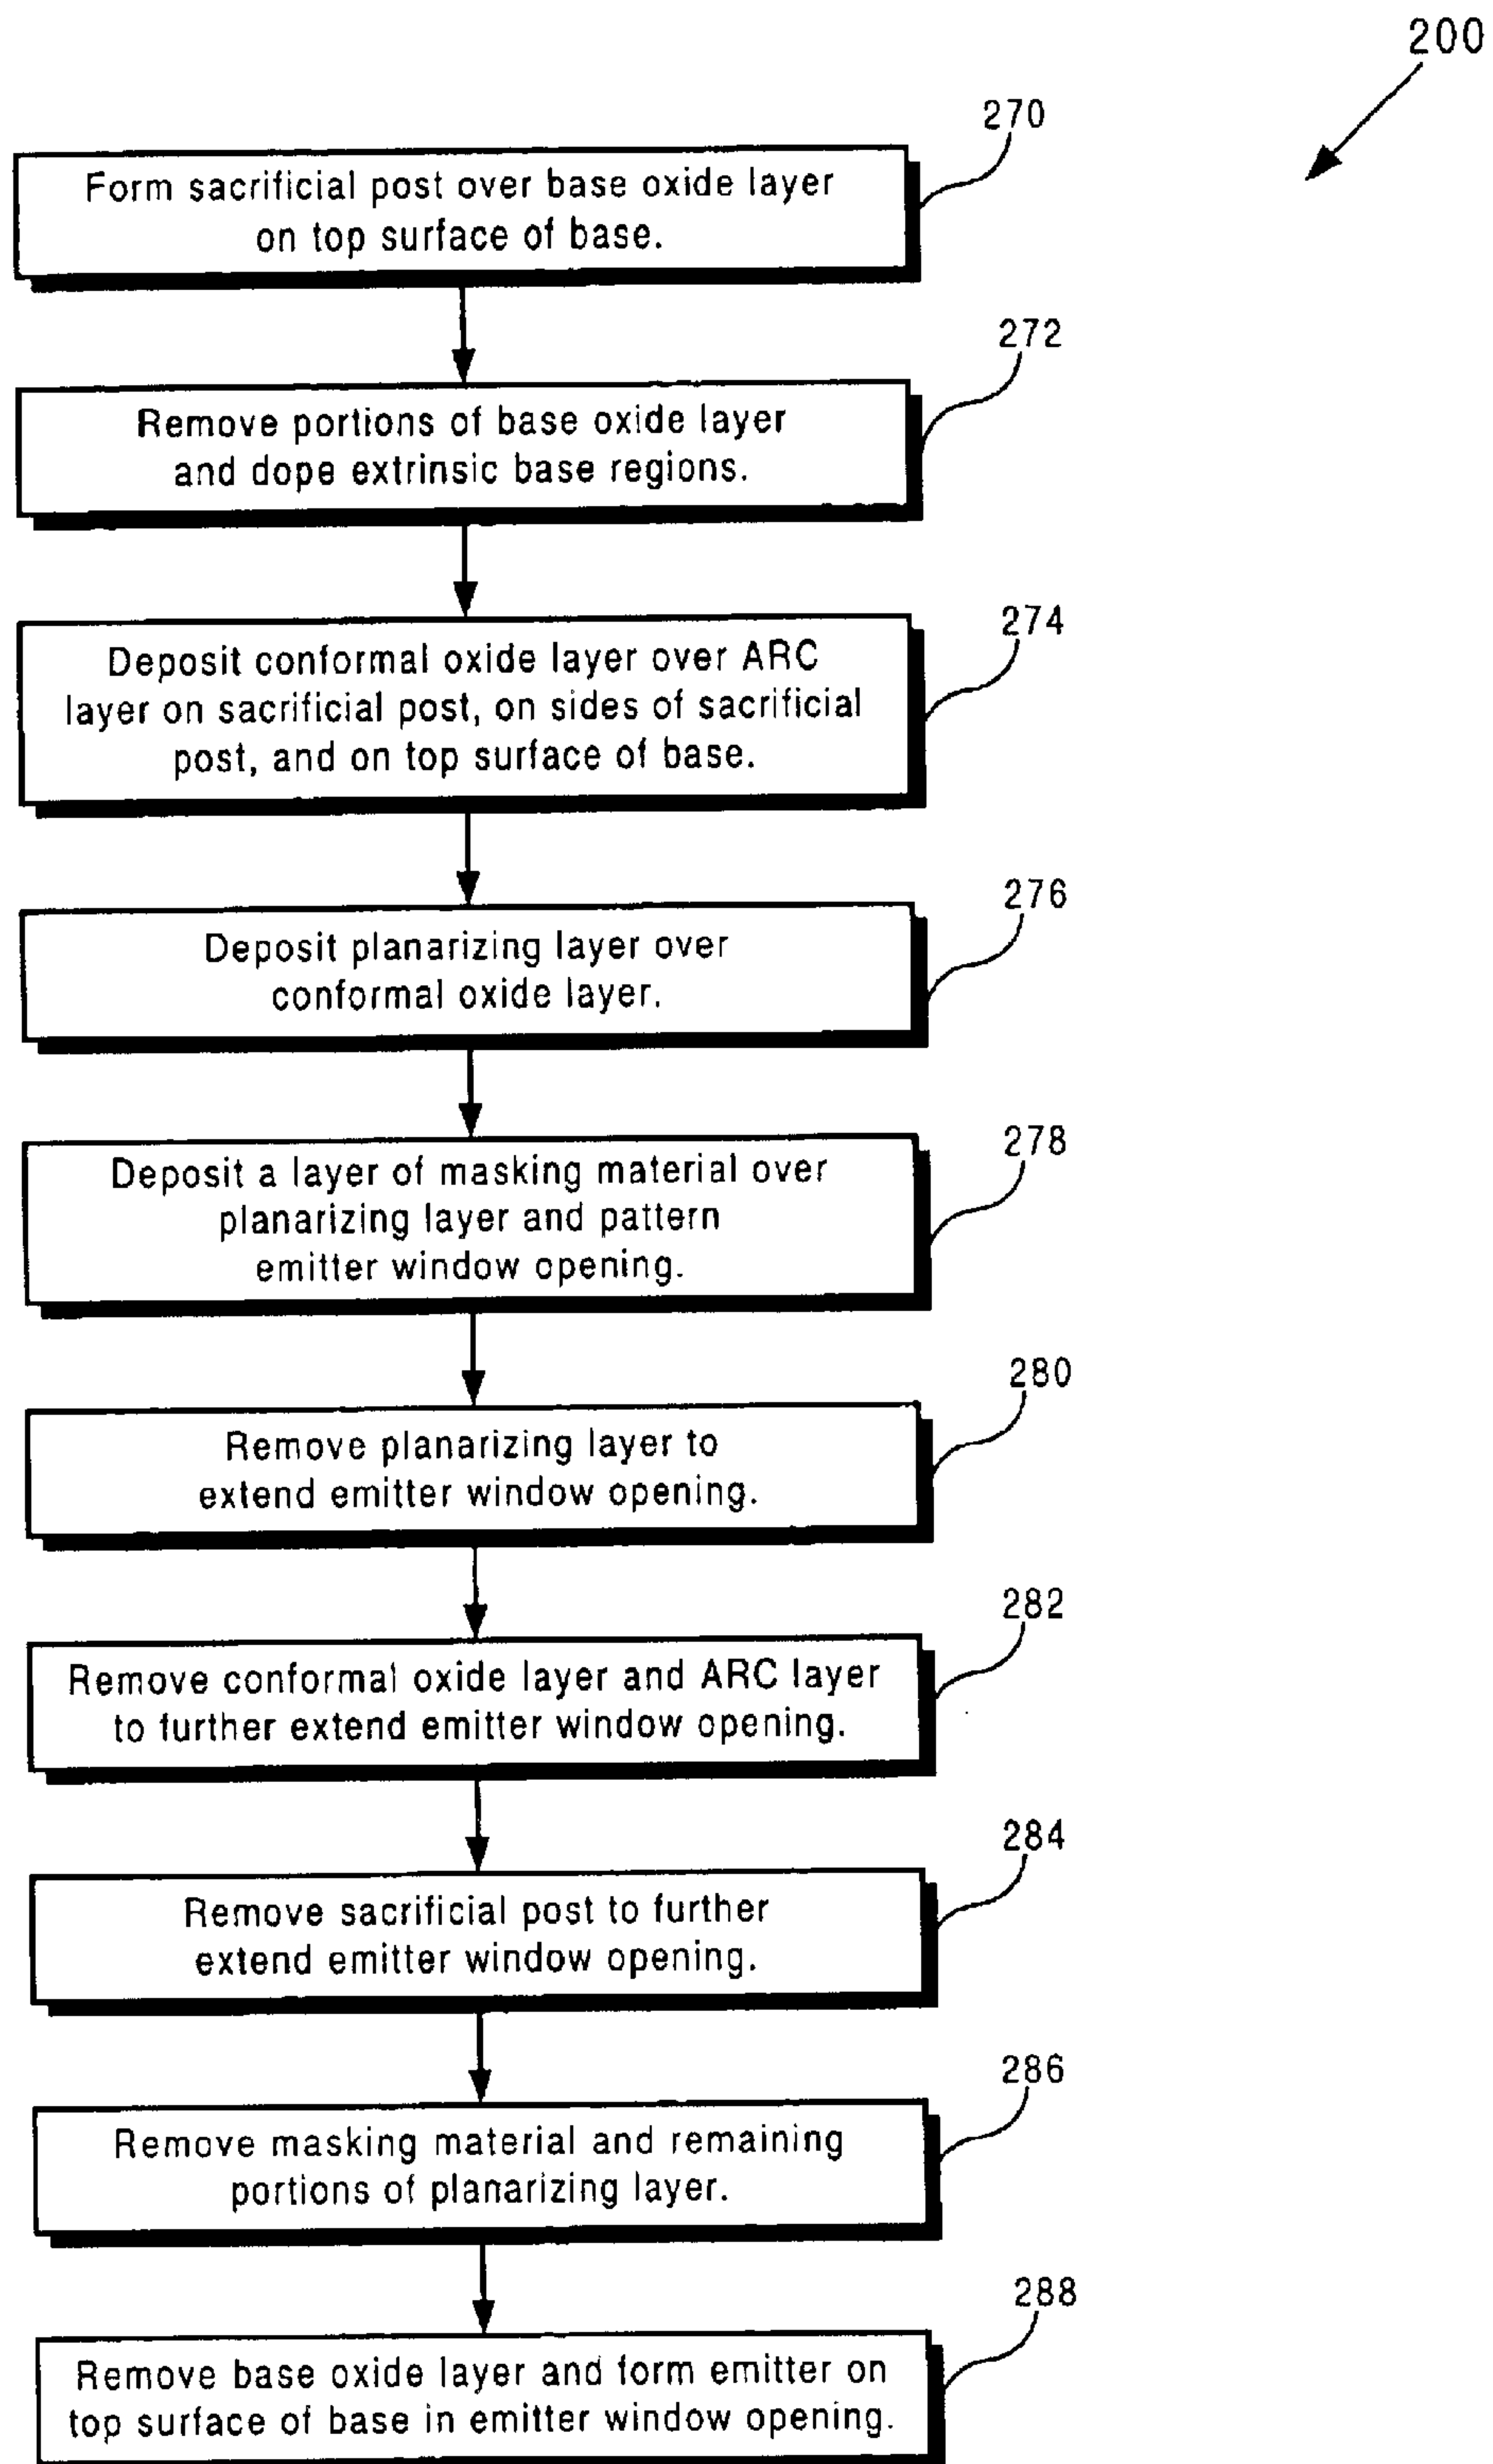 200
270
Form sacrificial post over base oxide layer
on top surface of base.
272
Remove portions of base oxide layer
and dope extrinsic base regions.
274
Deposit conformal oxide layer over ARC
layer on sacrificial post, on sides of sacrificial
post, and on top surface of base.
276
Deposit planarizing layer over
conformal oxide layer.
278
Deposit a layer of masking material over
planarizing layer and pattern
emitter window opening.
280
Remove planarizing layer to
extend emitter window opening.
282
Remove conformal oxide layer and ARC layer
to further extend emitter window opening.
284
Remove sacrificial post to further
extend emitter window opening.
286
Remove masking material and remaining
portions of planarizing layer.
288
Remove base oxide layer and form emitter on
top surface of base in emitter window opening.